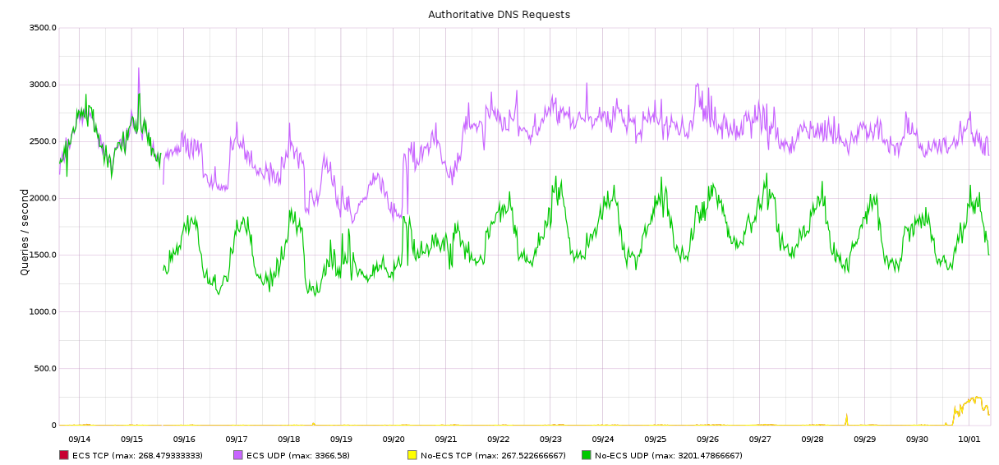 Authoritative DNS Requests
3500.0
3000.0
2500.0
2000.0
1500.0
1000.0
500.0
0
Queries / second
09/14 09/15 09/16 09/17 09/18 09/19 09/20 09/21 09/22 09/23 09/24 09/25 09/26 09/27 09/28 09/29 09/30 10/01
ECS TCP (max: 268.479333333) ECS UDP (max: 3366.58) No-ECS TCP (max: 267.522666667) No-ECS UDP (max: 3201.47866667)